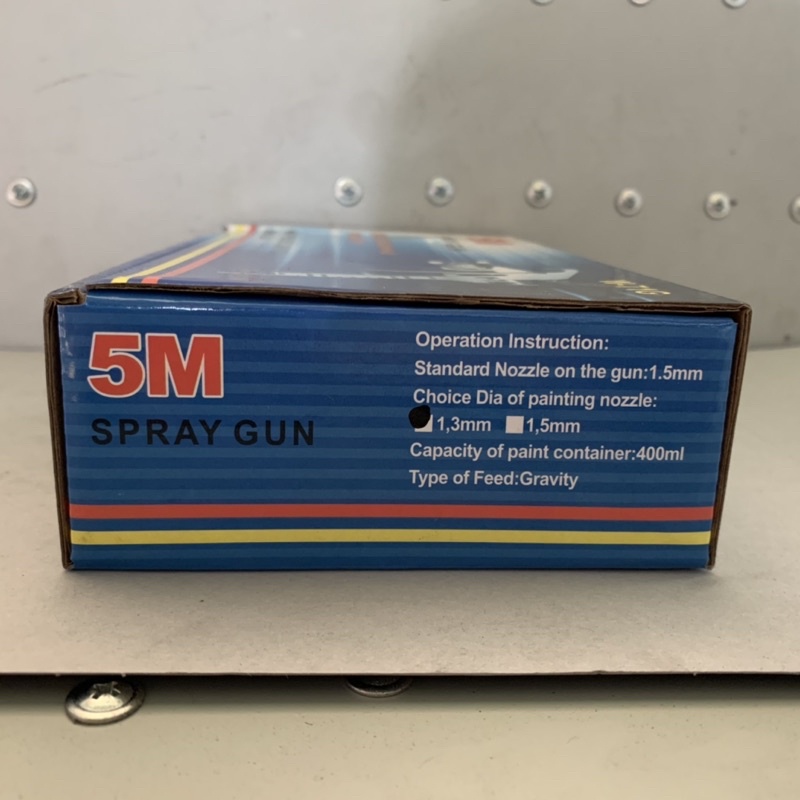 5M
5M
SPRAY GUN
Operation Instruction:
Standard Nozzle on the gun:1.5mm
Choice Dia of painting nozzle:
1,3mm 1,5mm
Capacity of paint container:400ml
Type of Feed:Gravity